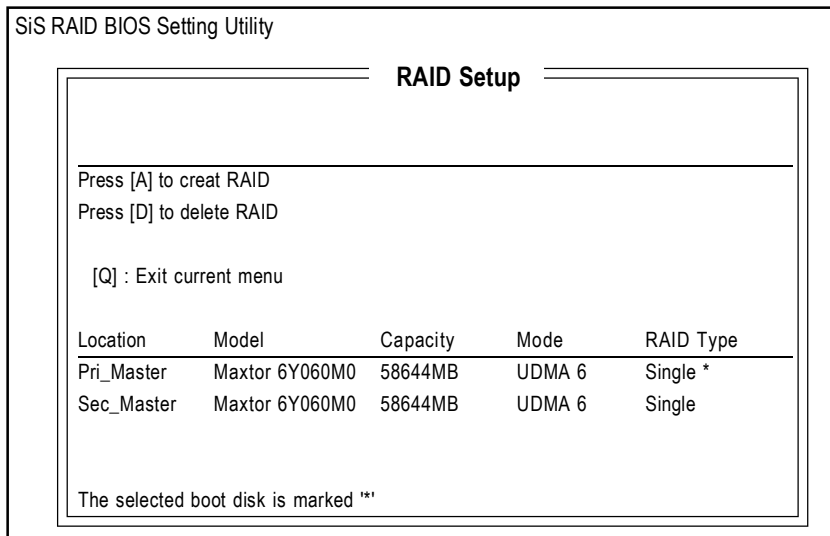 SiS RAID BIOS Setting Utility
RAID Setup
Press [A] to creat RAID
Press [D] to delete RAID
[Q] : Exit current menu
Location Model Capacity Mode RAID Type
Pri_Master Maxtor 6Y060M0 58644MB UDMA 6 Single *
Sec_Master Maxtor 6Y060M0 58644MB UDMA 6 Single
The selected boot disk is marked '*'